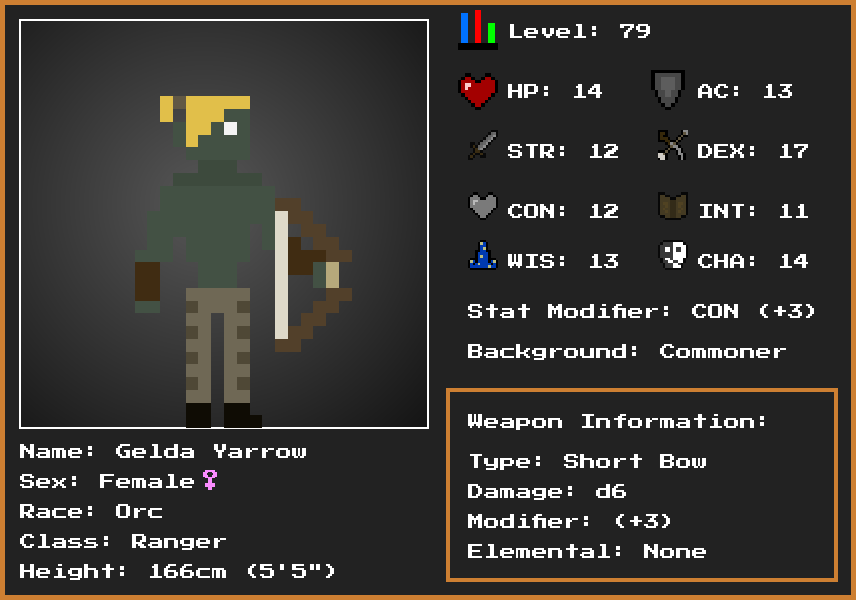 Level: 79
HP: 14
AC: 13
STR: 12
DEX: 17
CON: 12
INT: 11
WIS: 13
CHA: 14
Stat Modifier: CON (+3)
Background: Commoner
Weapon Information:
Type: Short Bow
Damage: d6
Modifier: (+3)
Elemental: None
Name: Gelda Yarrow
Sex: Female♀
Race: Orc
Class: Ranger
Height: 166cm (5'5")